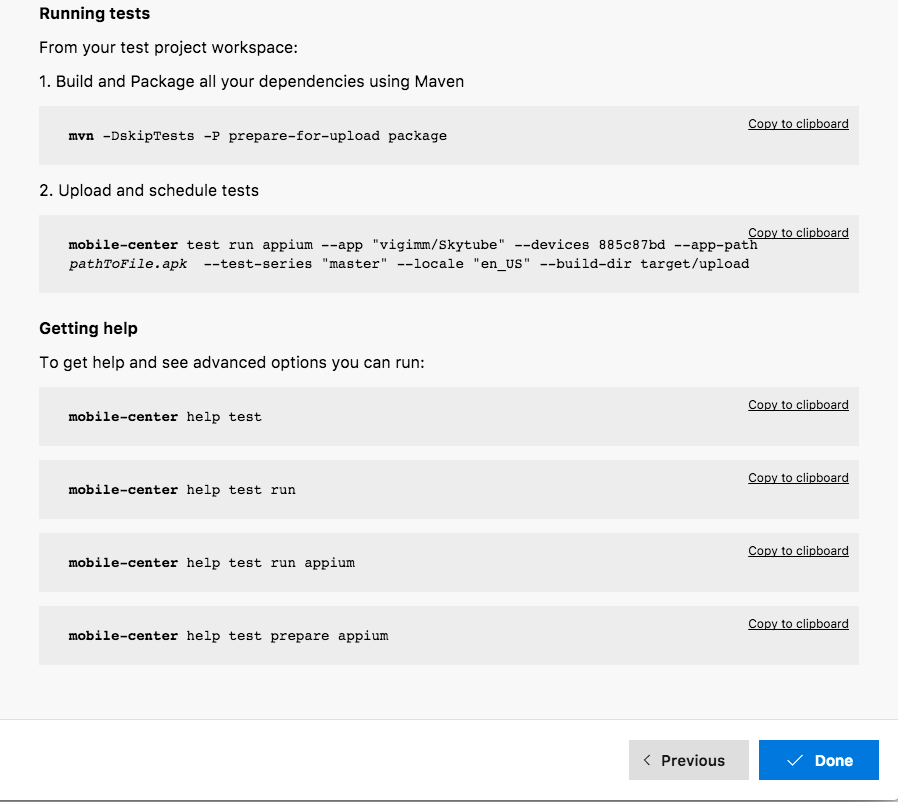 Running tests
From your test project workspace:
1. Build and Package all your dependencies using Maven
Copy to clipboard
mvn -DskipTests -P prepare-for-upload package
2. Upload and schedule tests
Copy to clipboard
mobile-center test run appium --app "vigimm/Skytube" --devices 885c87bd --app-path
pathToFile.apk --test-series "master" --locale "en_US" --build-dir target/upload
Getting help
To get help and see advanced options you can run:
Copy to clipboard
mobile-center help test
Copy to clipboard
mobile-center help test run
Copy to clipboard
mobile-center help test run appium
Copy to clipboard
mobile-center help test prepare appium
Previous
Done